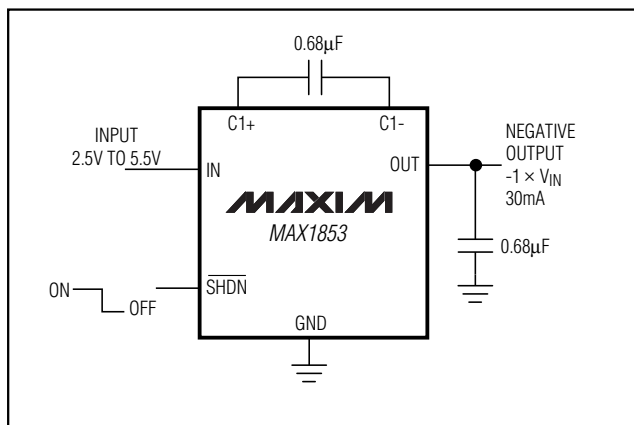 0.68μF
C1+
C1-
INPUT
2.5V TO 5.5V
IN
OUT
NEGATIVE
OUTPUT
-1 × VIN
30mA
MAXIM
MAX1853
0.68μF
ON
OFF
SHDN
GND